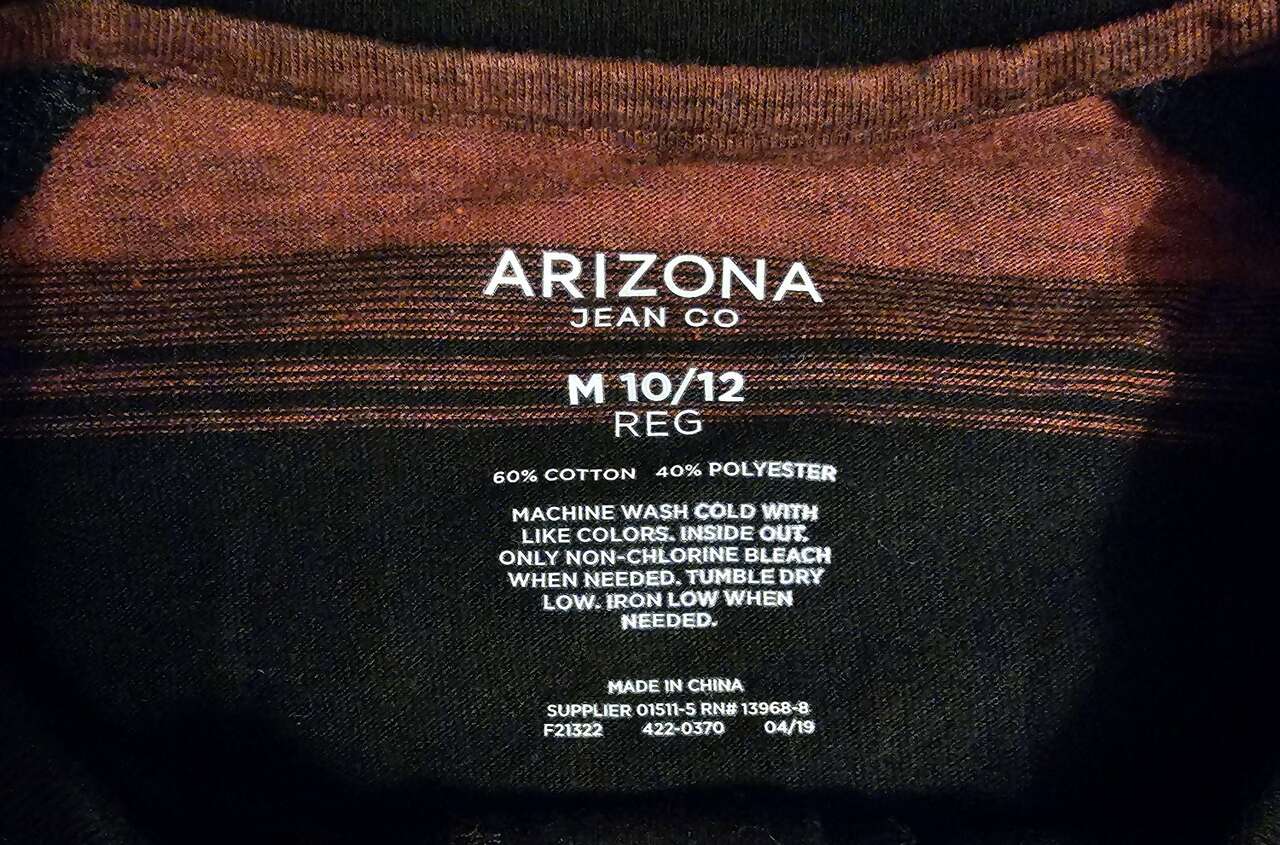 ARIZONA
JEAN CO
M 10/12
REG
60% COTTON 40% POLYESTER
MACHINE WASH COLD WITH
LIKE COLORS. INSIDE OUT.
ONLY NON-CHLORINE BLEACH
WHEN NEEDED. TUMBLE DRY
LOW. IRON LOW WHEN
NEEDED.
MADE IN CHINA
SUPPLIER 01511-5 RN# 13968-8
F21322 422-0370 04/19